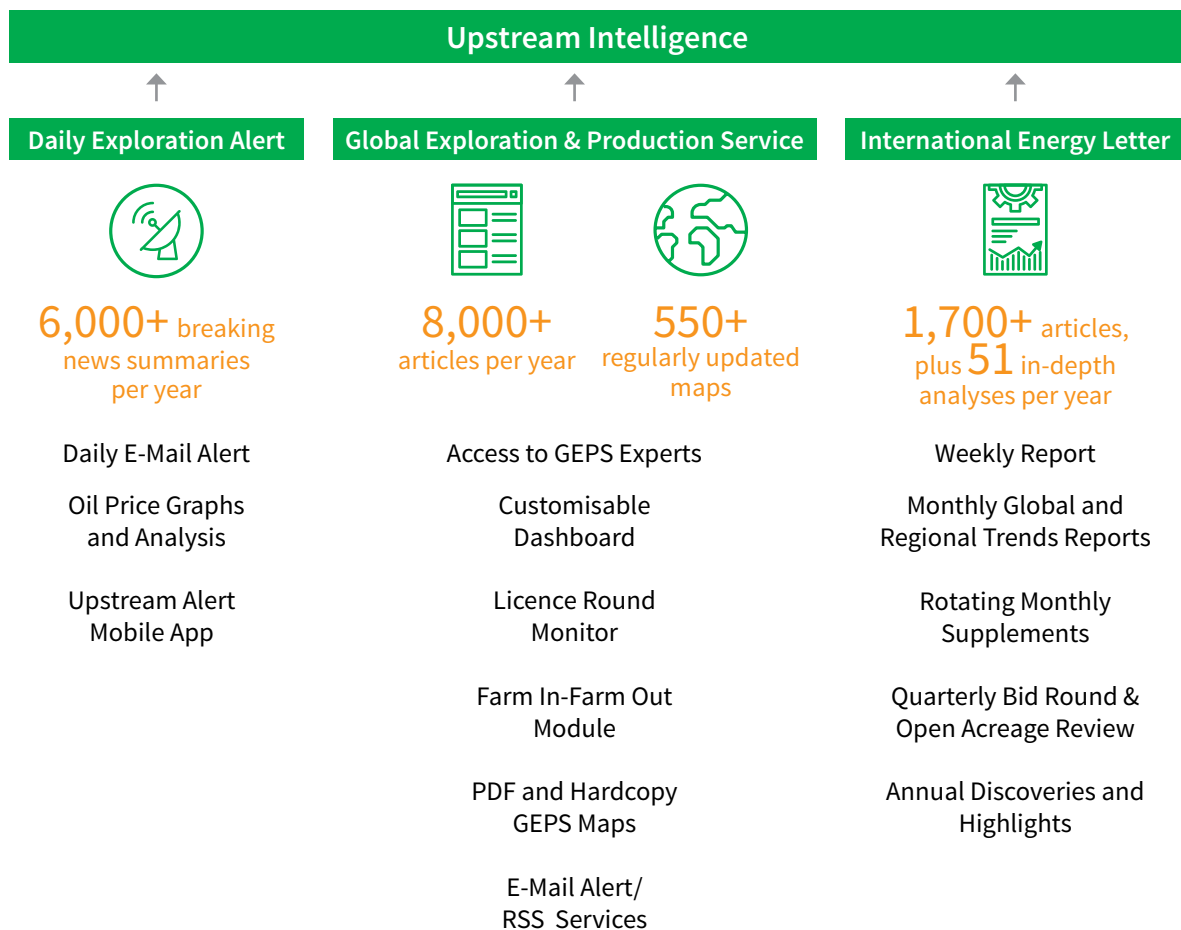 Upstream Intelligence
Daily Exploration Alert
6,000+ breaking
news summaries
per year
Daily E-Mail Alert
Oil Price Graphs
and Analysis
Upstream Alert
Mobile App
Global Exploration & Production Service
8,000+
articles per year
550+
regularly updated
maps
Access to GEPS Experts
Customisable
Dashboard
Licence Round
Monitor
Farm In-Farm Out
Module
PDF and Hardcopy
GEPS Maps
E-Mail Alert/
RSS Services
International Energy Letter
1,700+ articles,
plus 51 in-depth
analyses per year
Weekly Report
Monthly Global and
Regional Trends Reports
Rotating Monthly
Supplements
Quarterly Bid Round &
Open Acreage Review
Annual Discoveries and
Highlights